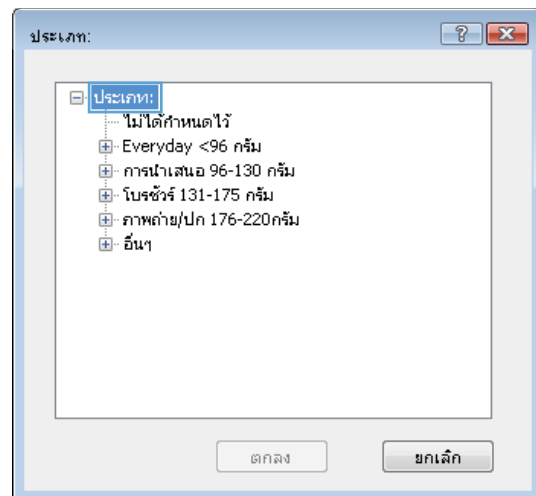 ประเภท:
ประเภท:
ไม่ได้กำหนดไว้
Everyday <96 กรัม
การนำเสนอ 96-130 กรัม
โบรชัวร์ 131-175 กรัม
ภาพถ่าย/ปก 176-220กรัม
อื่นๆ
ตกลง
ยกเลิก